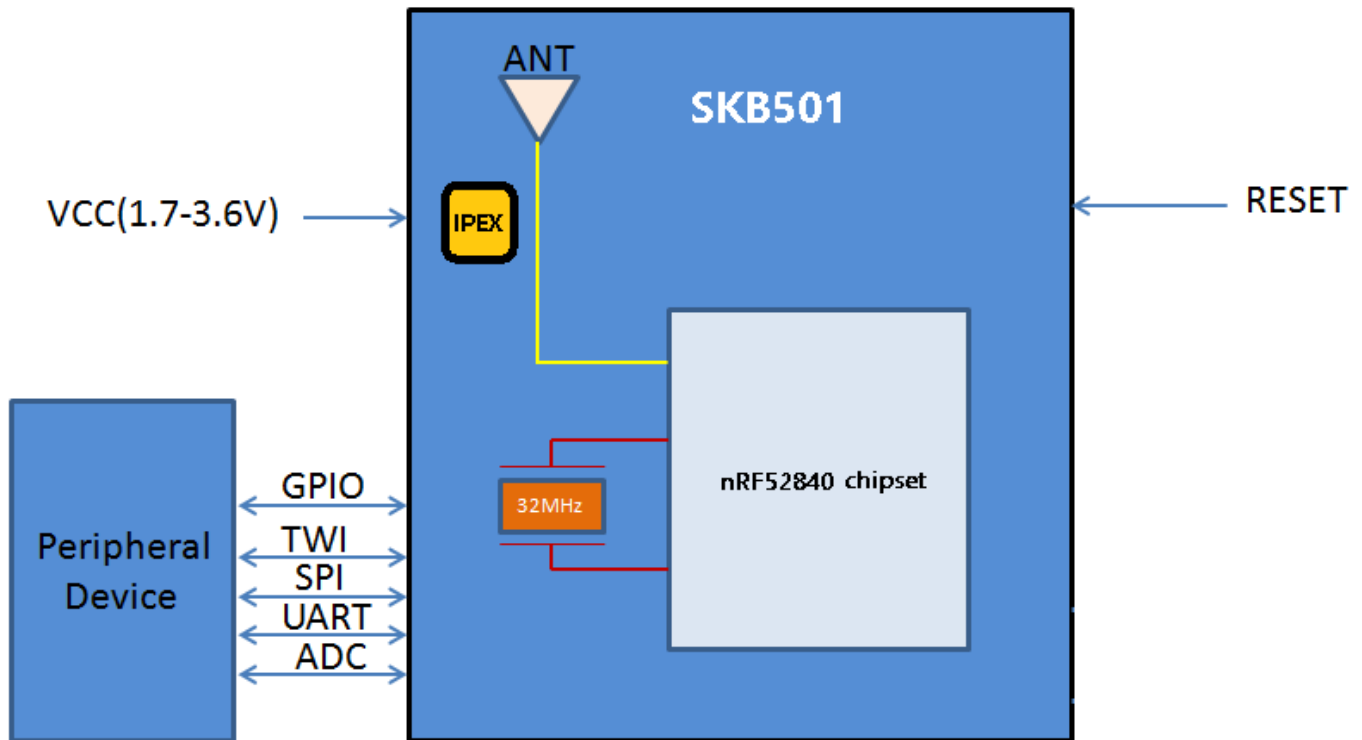 ANT
SKB501
VCC(1.7-3.6V)
IPEX
RESET
nRF52840 chipset
32MHz
Peripheral
Device
GPIO
TWI
SPI
UART
ADC